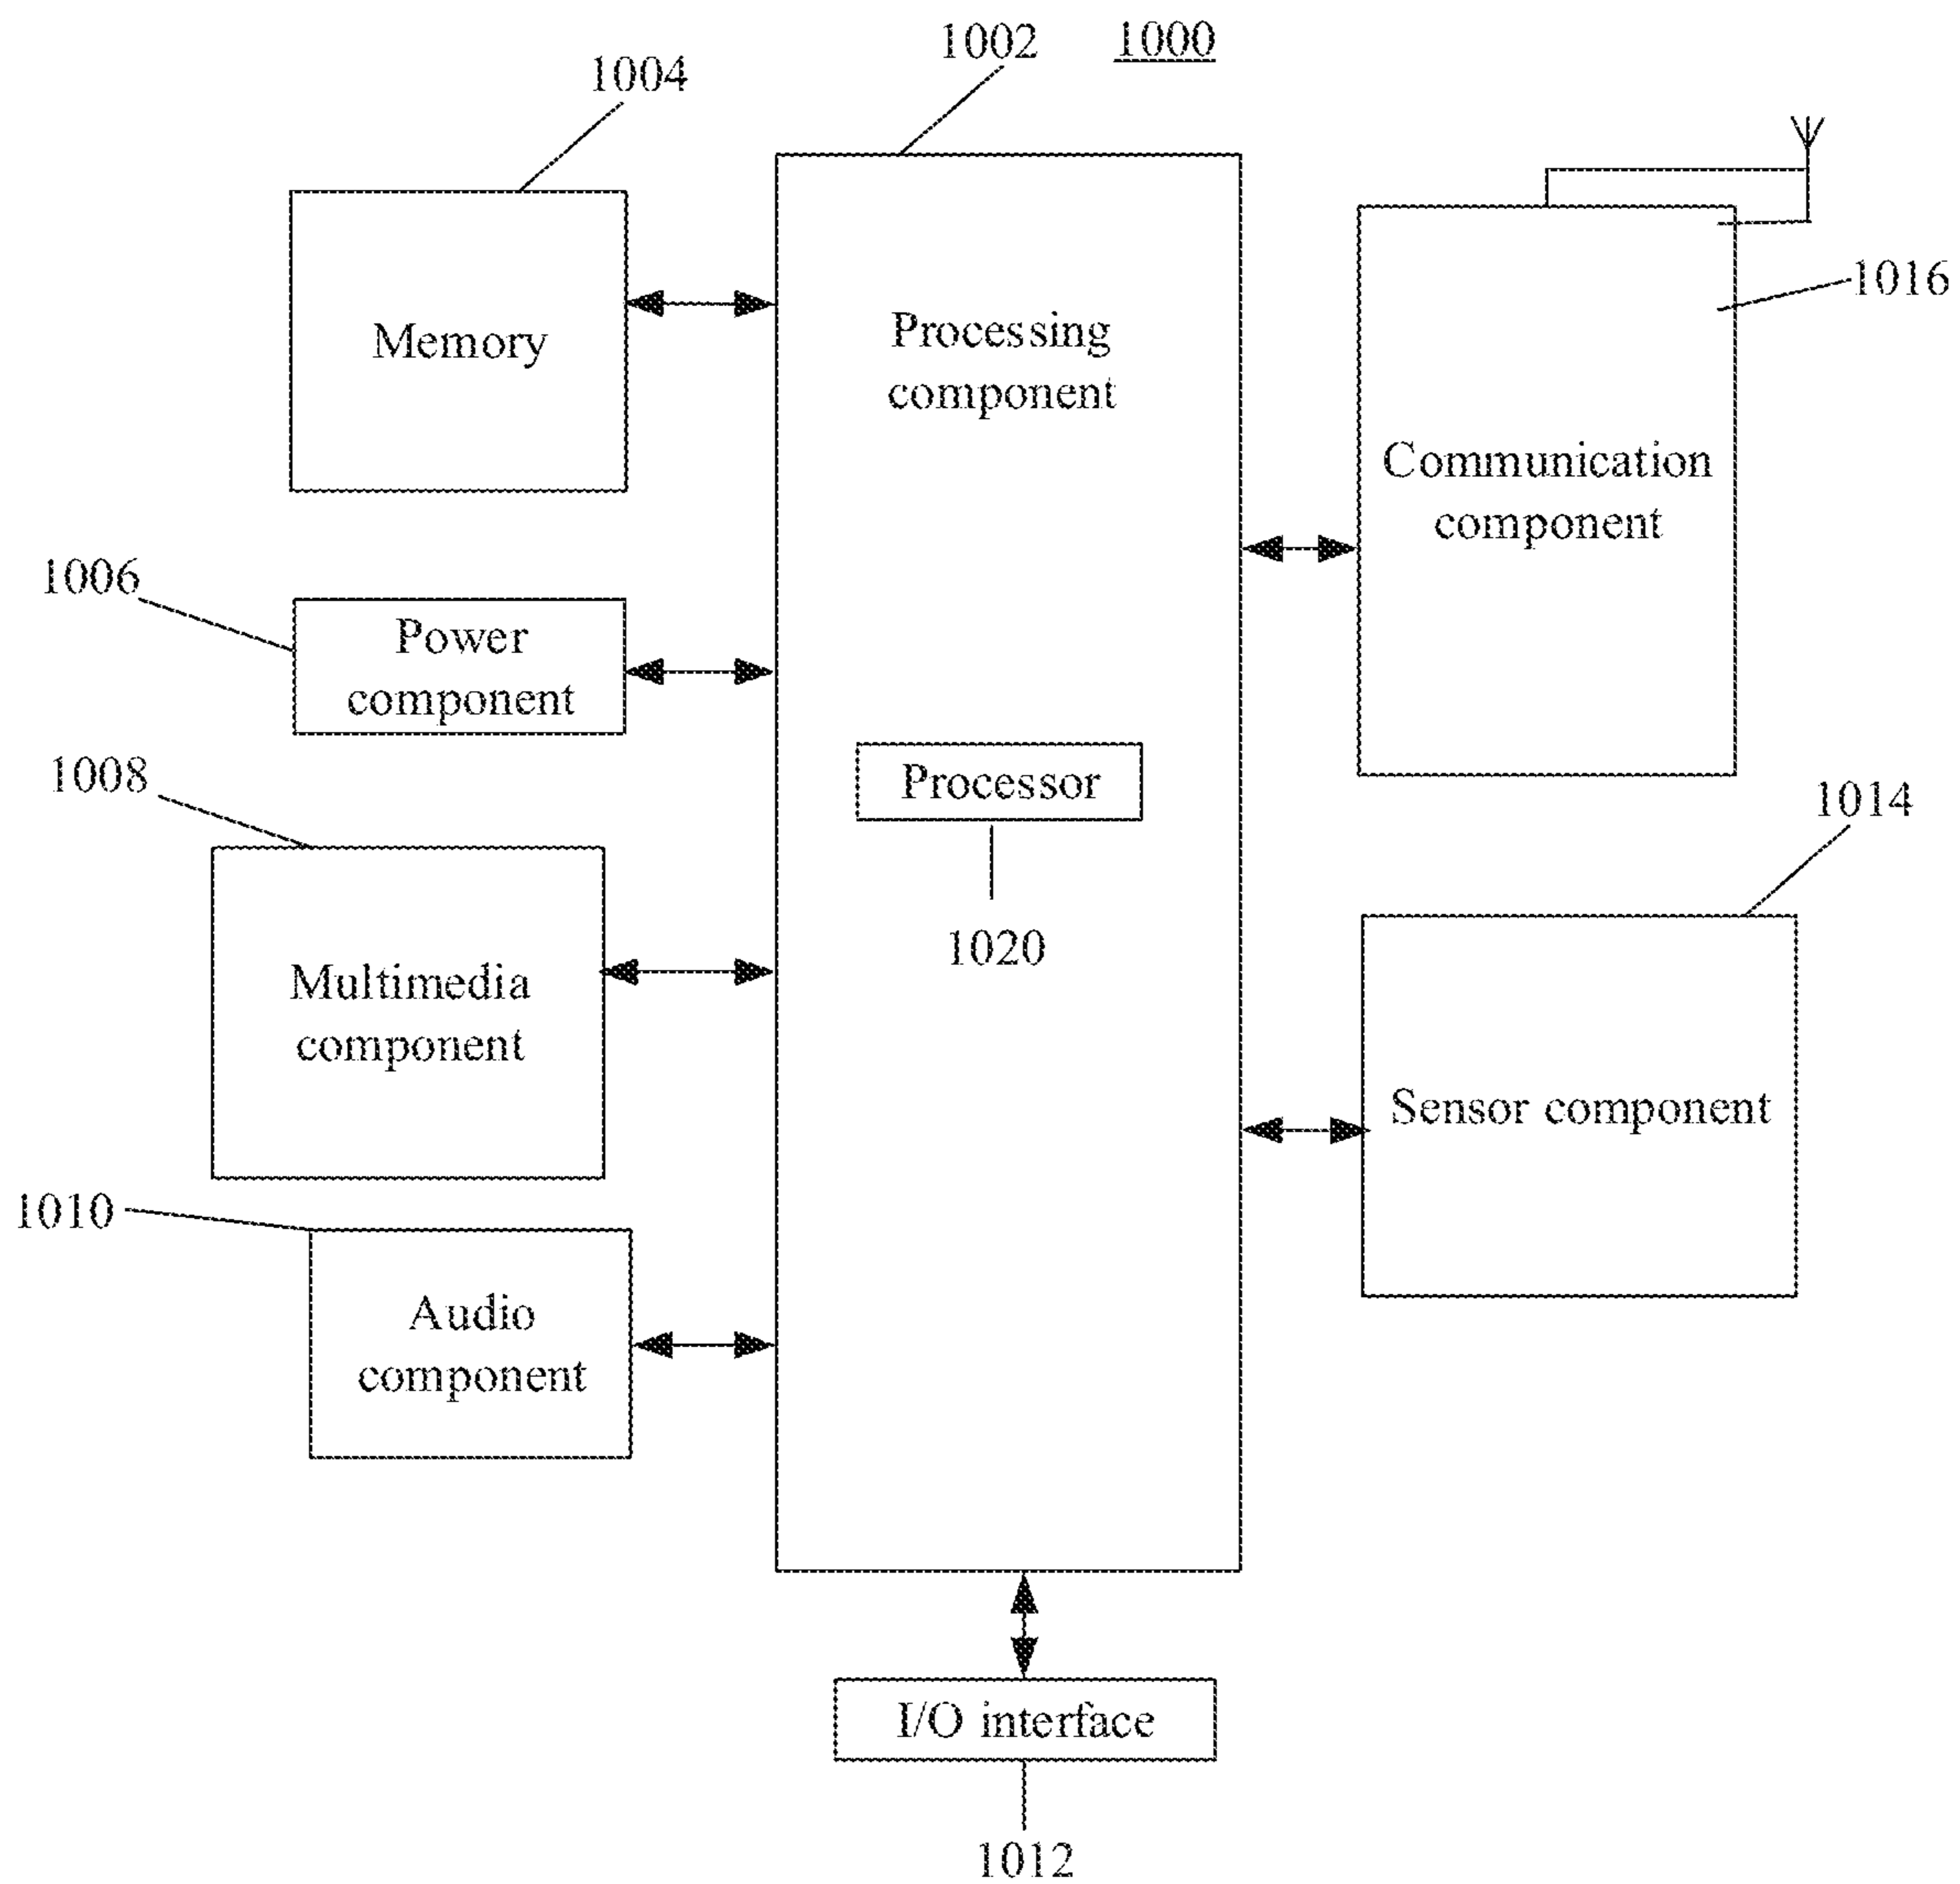 1002
1000
1004
1016
Memory
Processing
component
Communication
component
1006
Power
component
1008
Processor
1014
1020
Multimedia
component
Sensor component
1010
Audio
component
I/O interface
1012